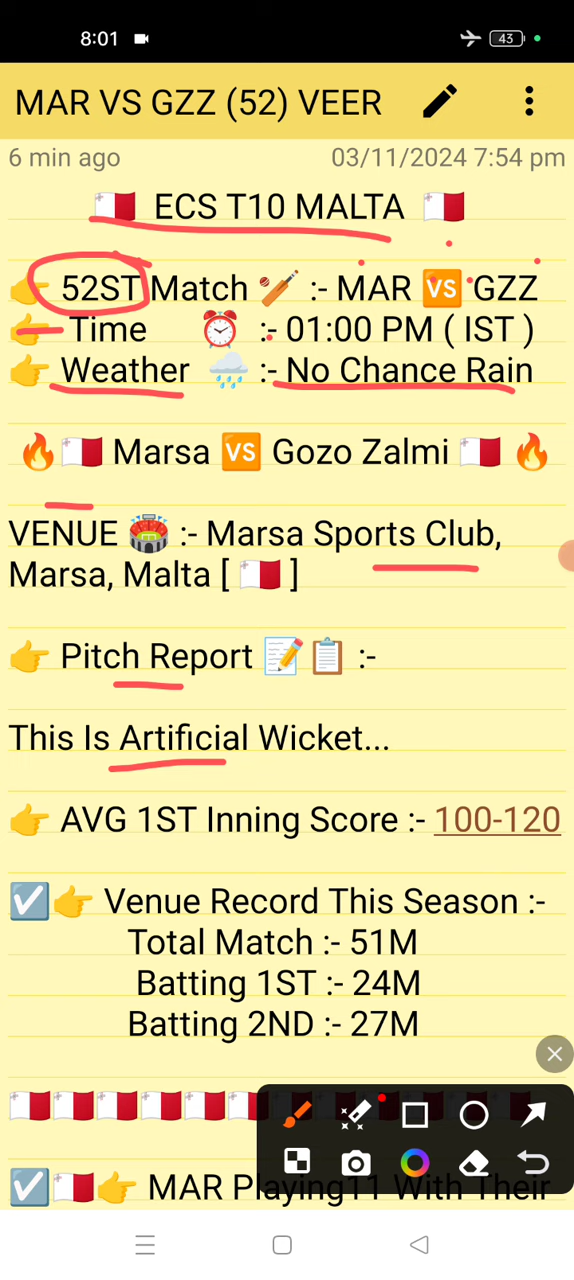 8:01 43
MAR VS GZZ (52) VEER
6 min ago 03/11/2024 7:54 pm
🇲🇹 ECS T10 MALTA 🇲🇹
👉 52ST Match 🏏 :- MAR 🆚 GZZ
👉 Time ⏰ :- 01:00 PM ( IST )
👉 Weather 🌧️ :- No Chance Rain
🔥🇲🇹 Marsa 🆚 Gozo Zalmi 🇲🇹 🔥
VENUE 🏟️ :- Marsa Sports Club,
Marsa, Malta [ 🇲🇹 ]
👉 Pitch Report 📝📋 :-
This Is Artificial Wicket...
👉 AVG 1ST Inning Score :- 100-120
☑️👉 Venue Record This Season :-
Total Match :- 51M
Batting 1ST :- 24M
Batting 2ND :- 27M
☑️🇲🇹👉 MAR Playing11 With Their